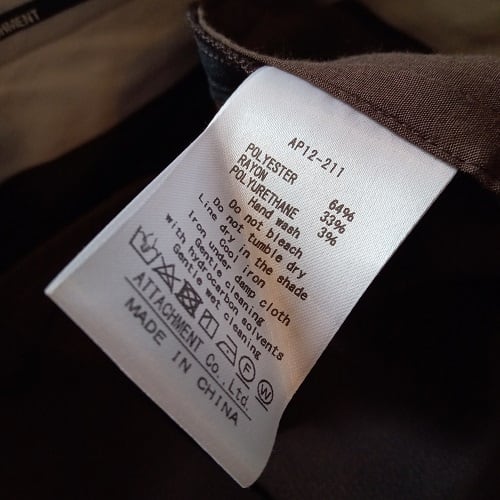 HMENT
AP12-211
POLYESTER 64%
RAYON 33%
POLYURETHANE 3%
Hand wash
Do not bleach
Do not tumble dry
Line dry in the shade
Cool iron
Iron under damp cloth
Gentle cleaning
with hydrocarbon solvents
Gentle wet cleaning
F W
ATTACHMENT Co., Ltd.
MADE IN CHINA